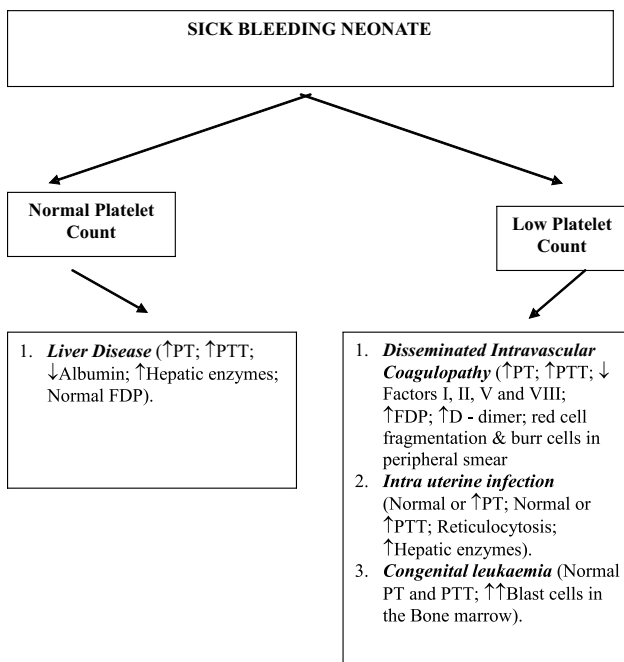 SICK BLEEDING NEONATE
Normal Platelet
Count
Low Platelet
Count
1. Liver Disease (↑PT; ↑PTT;
↓Albumin; ↑Hepatic enzymes;
Normal FDP).
1. Disseminated Intravascular
Coagulopathy (↑PT; ↑PTT; ↓
Factors I, II, V and VIII;
↑FDP; ↑D - dimer; red cell
fragmentation & burr cells in
peripheral smear
2. Intra uterine infection
(Normal or ↑PT; Normal or
↑PTT; Reticulocytosis;
↑Hepatic enzymes).
3. Congenital leukaemia (Normal
PT and PTT; ↑↑Blast cells in
the Bone marrow).